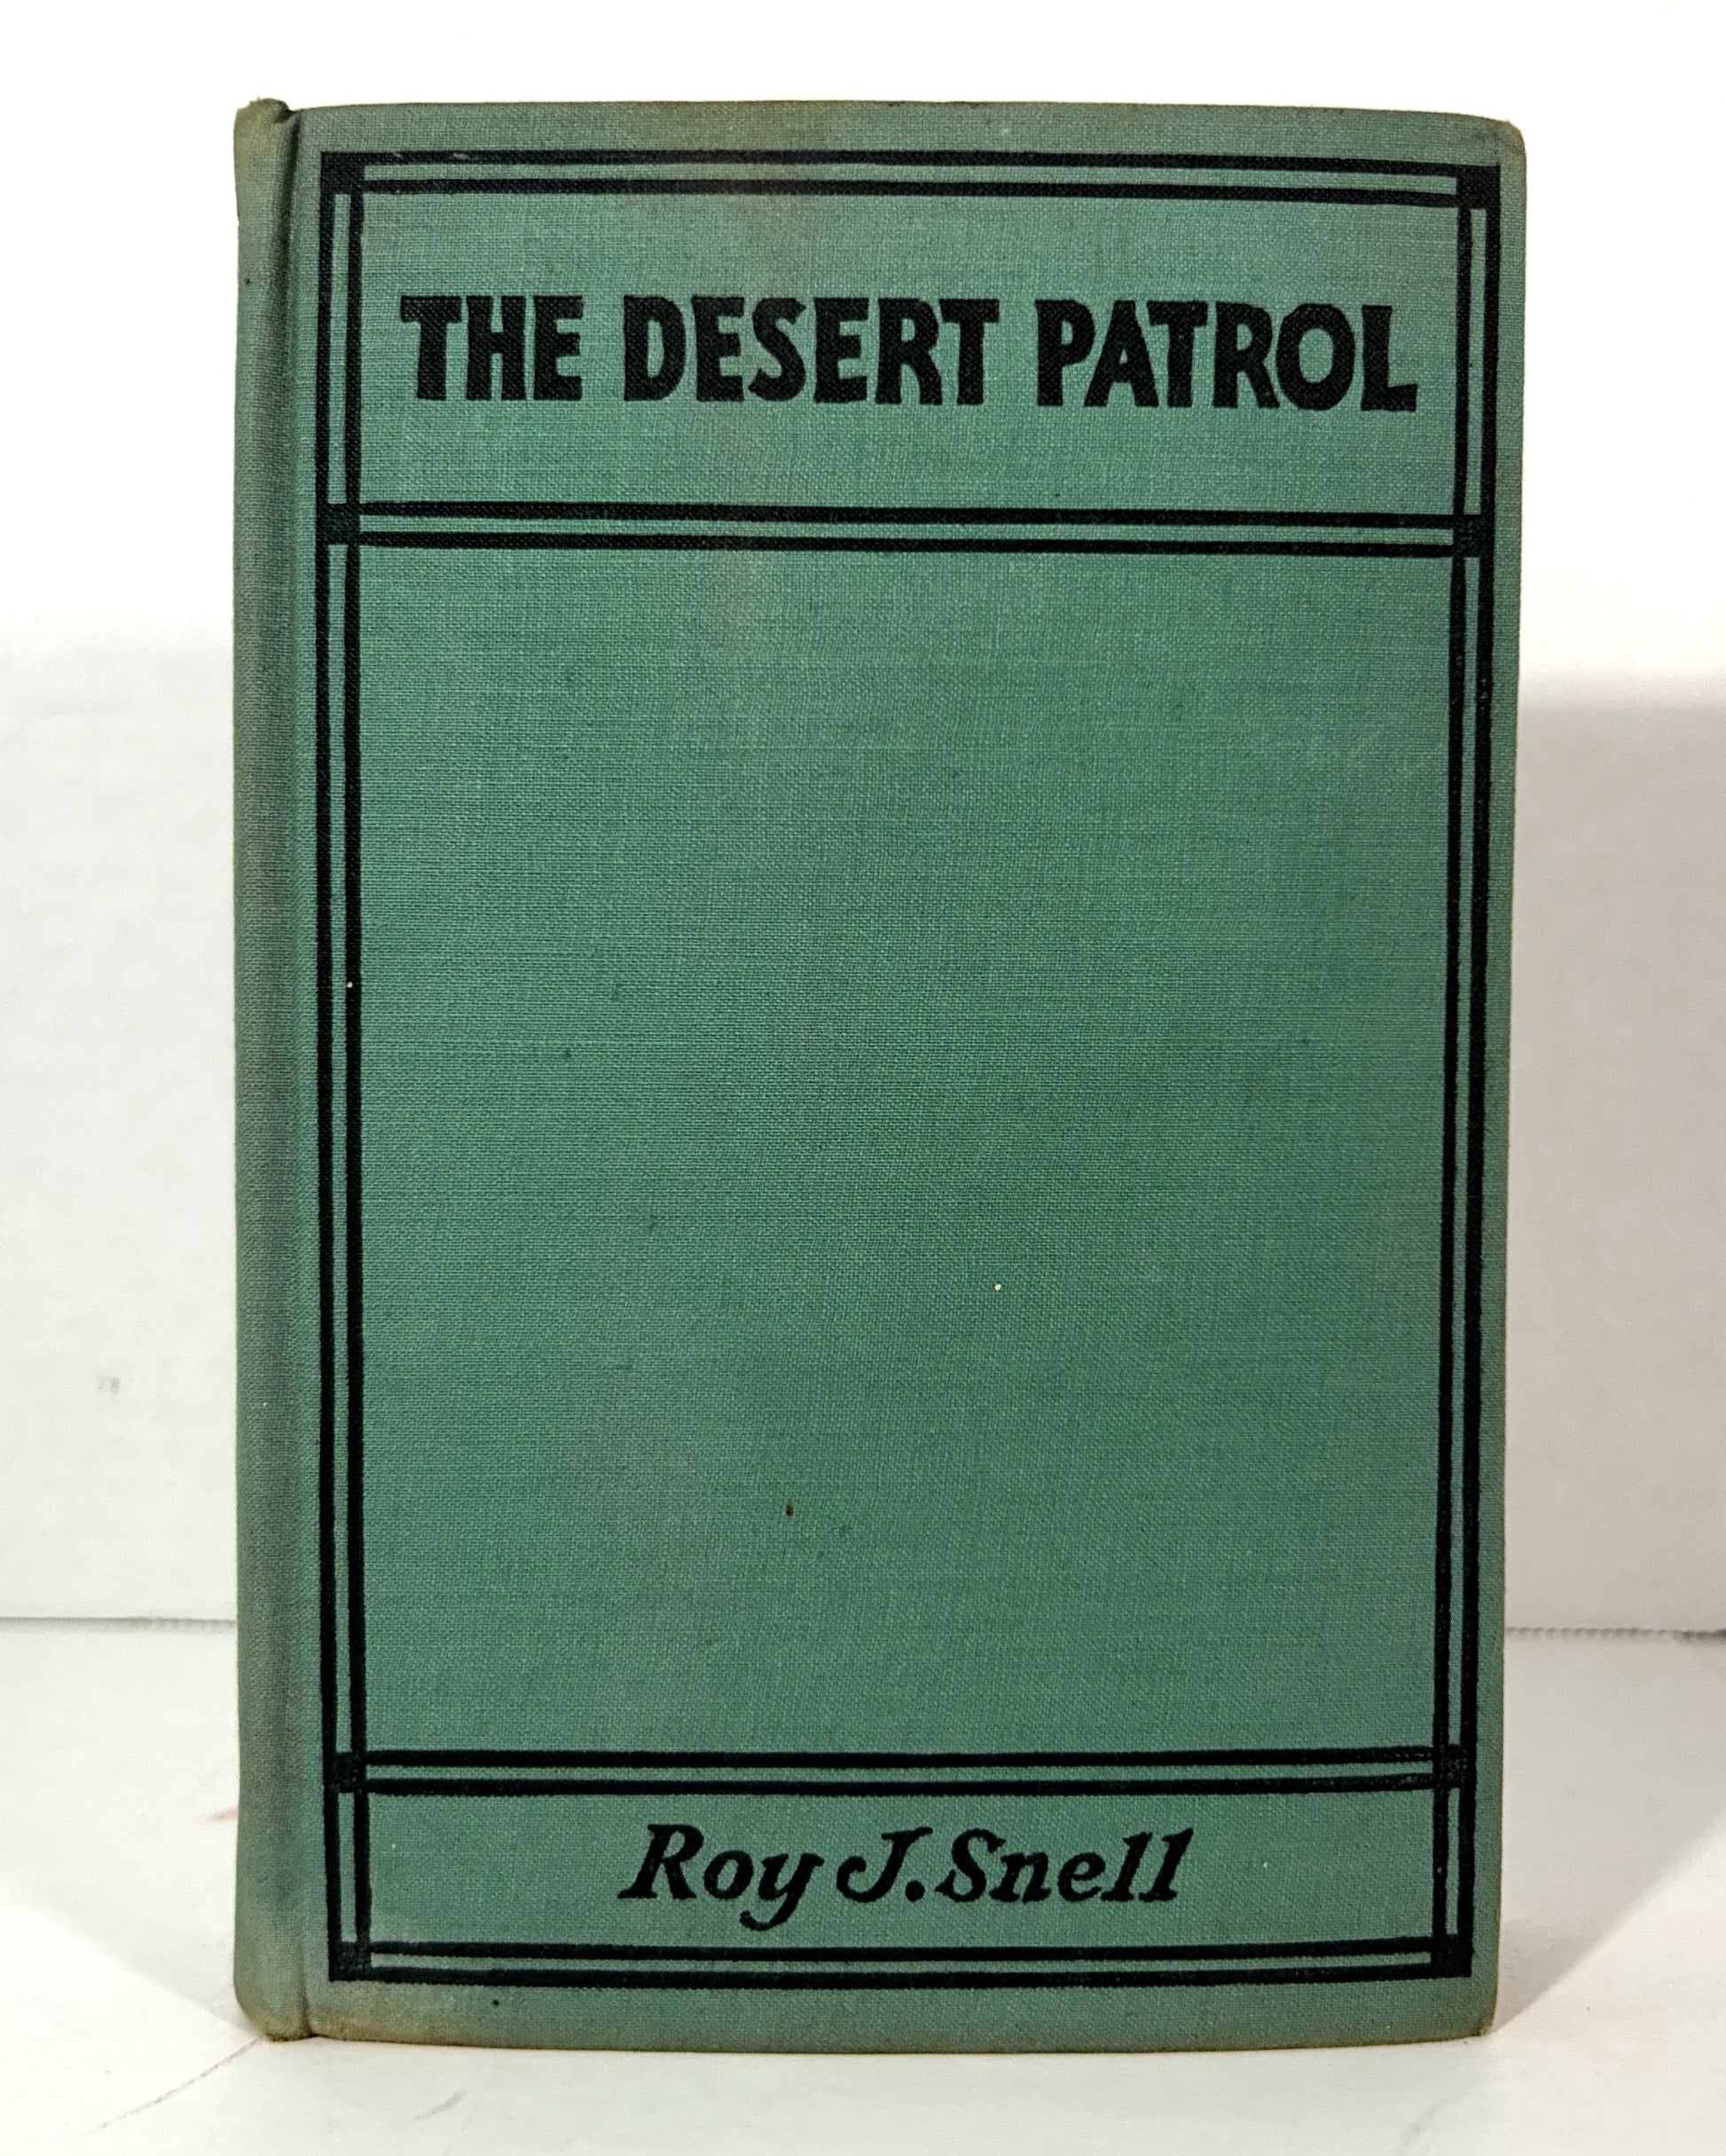 THE DESERT PATROL
Roy J. Snell